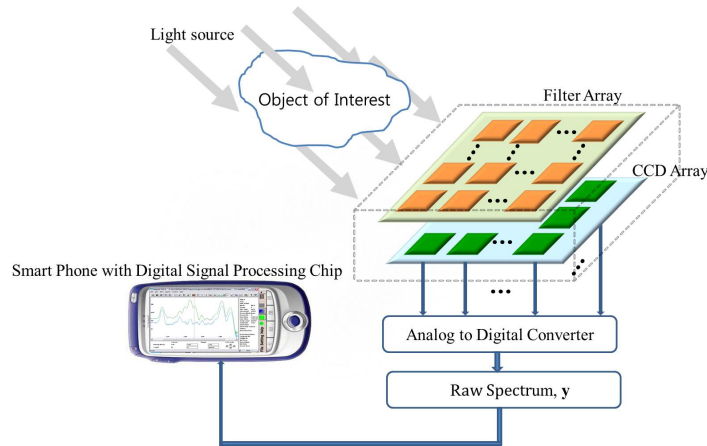 Light source
Object of Interest
Filter Array
CCD Array
Smart Phone with Digital Signal Processing Chip
Analog to Digital Converter
Raw Spectrum, y